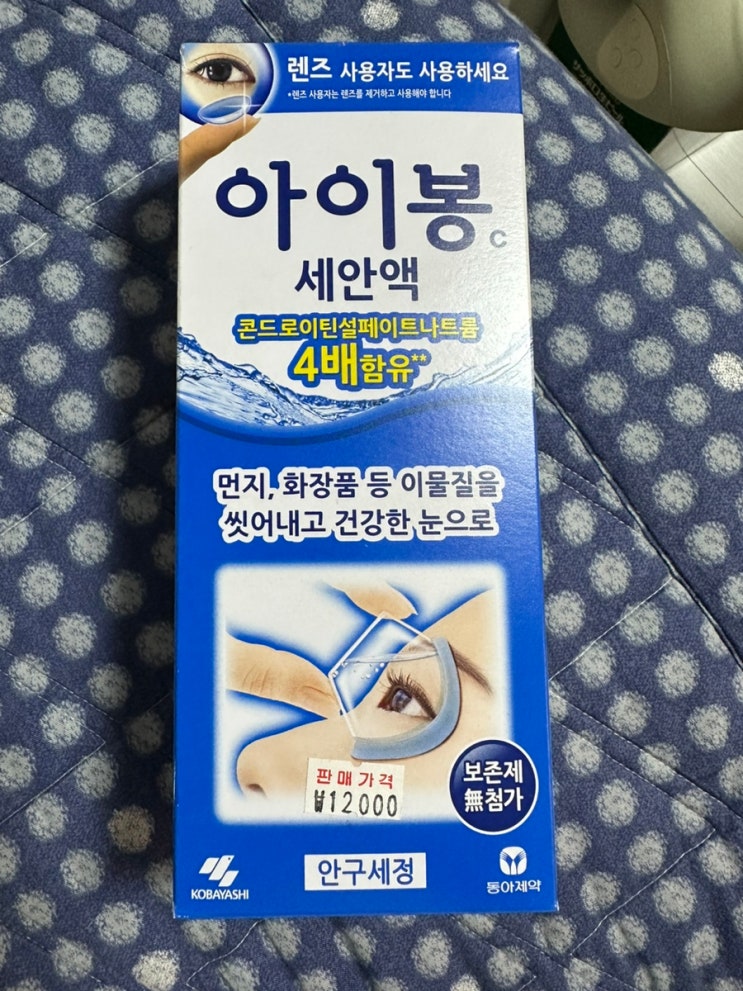 렌즈 사용자도 사용하세요
*렌즈 사용자는 렌즈를 제거하고 사용해야 합니다
아이봉 C
세안액
콘드로이틴설페이트나트륨
4배함유**
먼지, 화장품 등 이물질을
씻어내고 건강한 눈으로
판매가격
₩12000
보존제
無첨가
KOBAYASHI
안구세정
동아제약